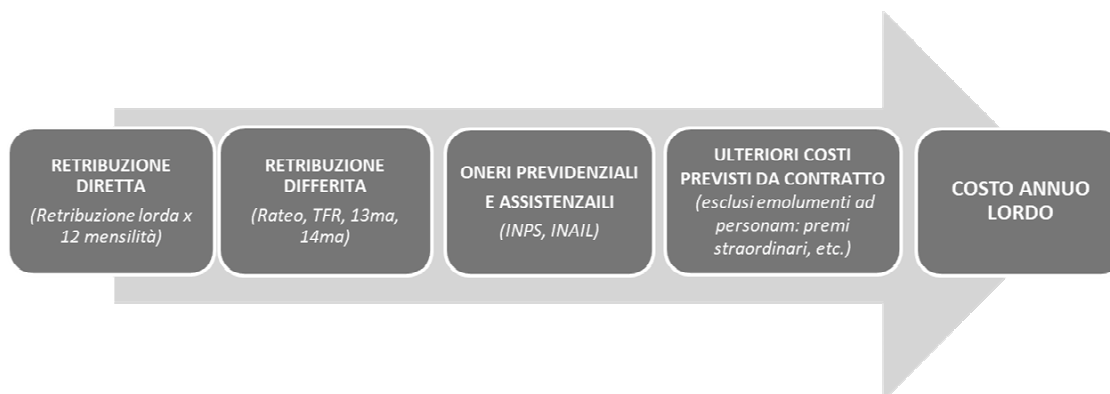 RETRIBUZIONE
DIRETTA
(Retribuzione lorda x
12 mensilità)
RETRIBUZIONE
DIFFERITA
(Rateo, TFR, 13ma,
14ma)
ONERI PREVIDENZIALI
E ASSISTENZAILI
(INPS, INAIL)
ULTERIORI COSTI
PREVISTI DA CONTRATTO
(esclusi emolumenti ad
personam: premi
straordinari, etc.)
COSTO ANNUO
LORDO